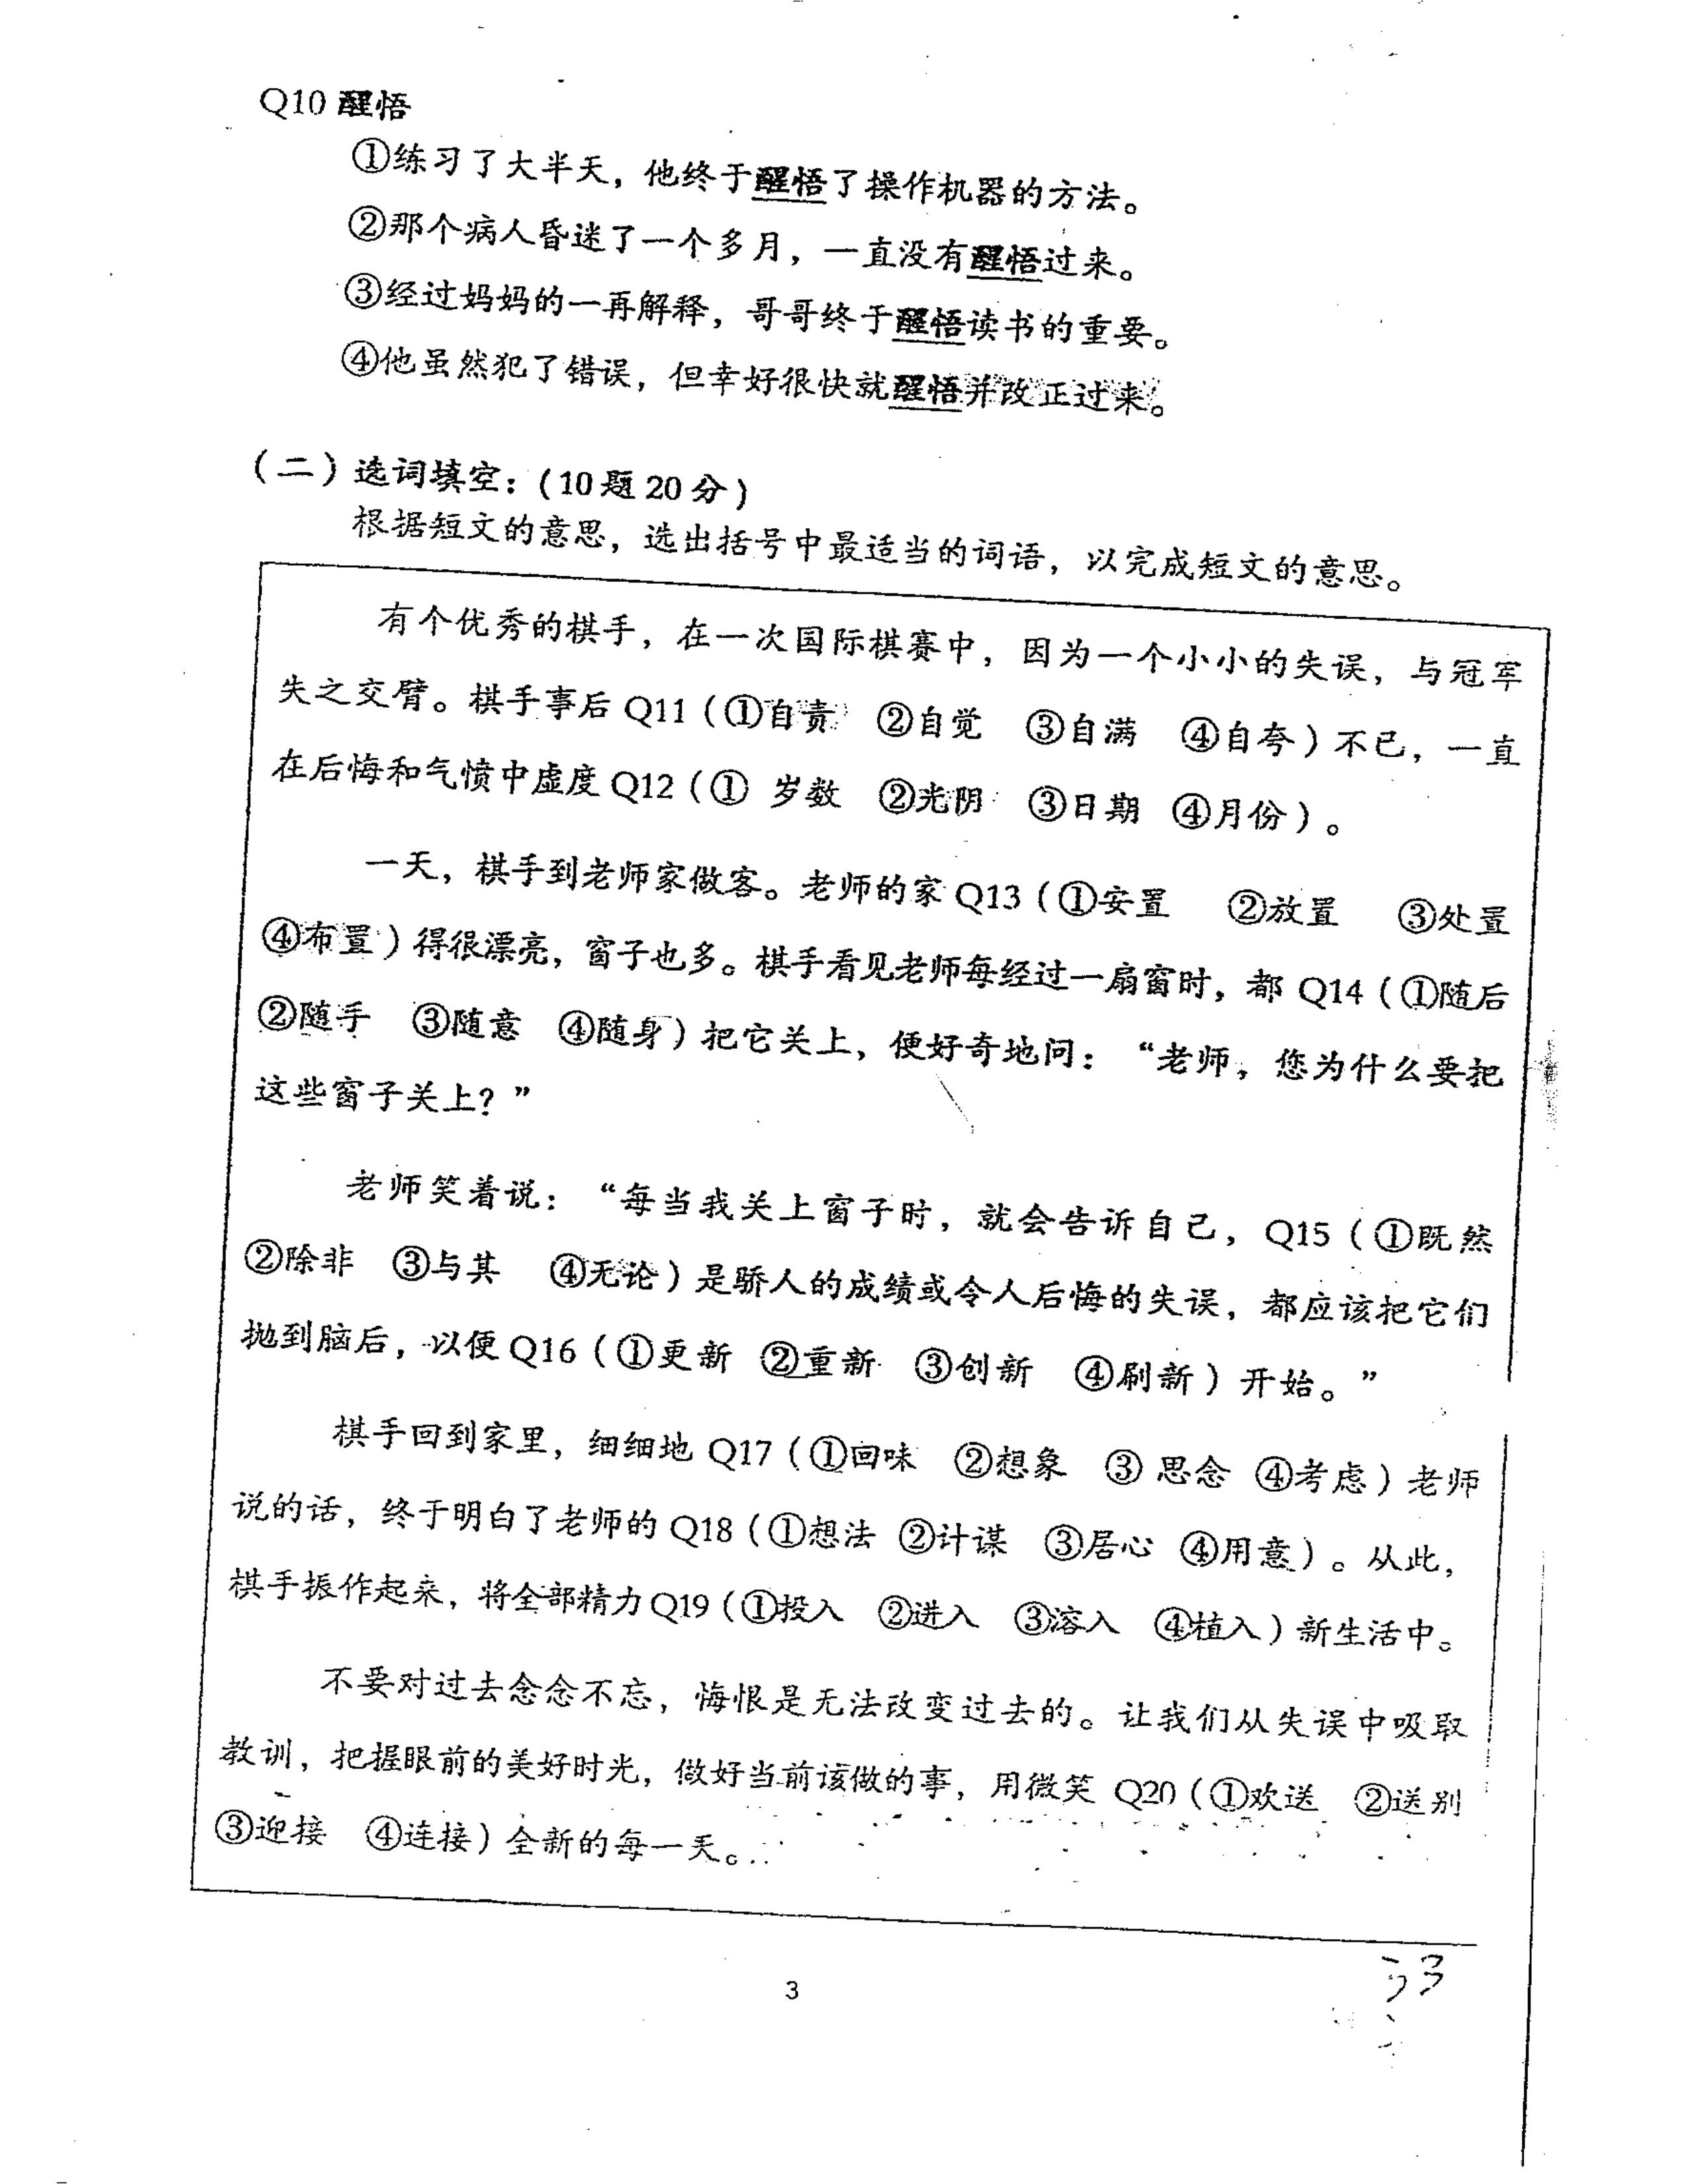 Q10 醒悟
①练习了大半天，他终于醒悟了操作机器的方法。
②那个病人昏迷了一个多月，一直没有醒悟过来。
③经过妈妈的一再解释，哥哥终于醒悟读书的重要。
④他虽然犯了错误，但幸好很快就醒悟并改正过来。
（二）选词填空：（10题20分）
根据短文的意思，选出括号中最适当的词语，以完成短文的意思。
有个优秀的棋手，在一次国际棋赛中，因为一个小小的失误，与冠军
失之交臂。棋手事后 Q11（①自责 ②自觉 ③自满 ④自夸）不已，一直
在后悔和气愤中虚度 Q12（① 岁数 ②光阴 ③日期 ④月份）。
一天，棋手到老师家做客。老师的家 Q13（①安置 ②放置 ③处置
④布置）得很漂亮，窗子也多。棋手看见老师每经过一扇窗时，都 Q14（①随后
②随手 ③随意 ④随身）把它关上，便好奇地问：“老师，您为什么要把
这些窗子关上？”
老师笑着说：“每当我关上窗子时，就会告诉自己，Q15（①既然
②除非 ③与其 ④无论）是骄人的成绩或令人后悔的失误，都应该把它们
抛到脑后，以便 Q16（①更新 ②重新 ③创新 ④刷新）开始。”
棋手回到家里，细细地 Q17（①回味 ②想象 ③ 思念 ④考虑）老师
说的话，终于明白了老师的 Q18（①想法 ②计谋 ③居心 ④用意）。从此，
棋手振作起来，将全部精力 Q19（①投入 ②进入 ③溶入 ④植入）新生活中。
不要对过去念念不忘，悔恨是无法改变过去的。让我们从失误中吸取
教训，把握眼前的美好时光，做好当前该做的事，用微笑 Q20（①欢送 ②送别
③迎接 ④连接）全新的每一天。
3